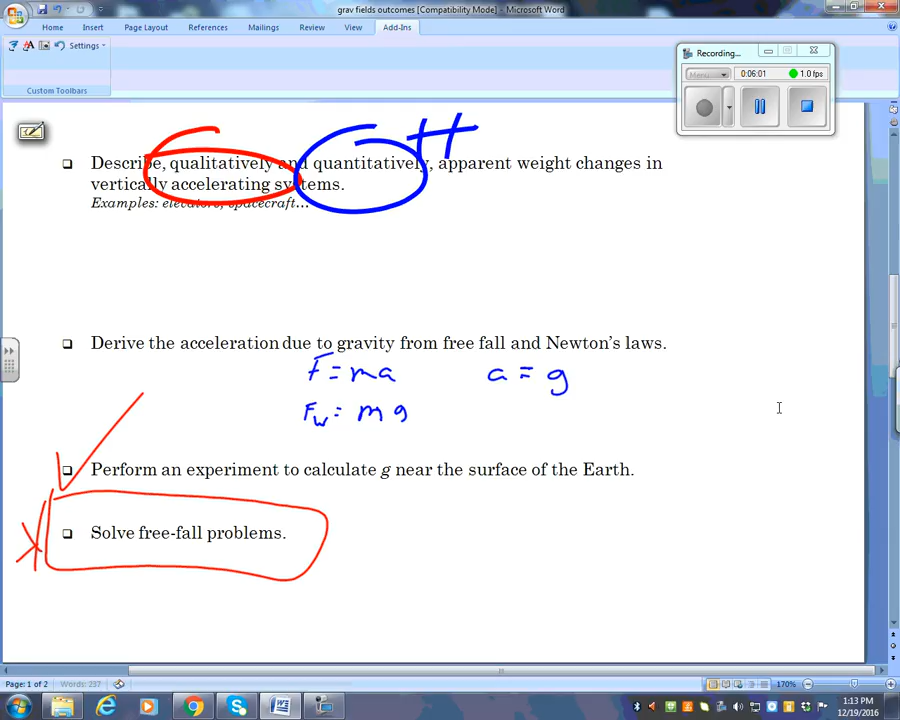 grav fields outcomes [Compatibility Mode] - Microsoft Word
Home Insert Page Layout References Mailings Review View Add-Ins
Settings
Custom Toolbars
Recording...
Menu 0:06:01 1.0 fps
#
Describe, qualitatively and quantitatively, apparent weight changes in
vertically accelerating systems.
Examples: elevators, spacecraft...
Derive the acceleration due to gravity from free fall and Newton's laws.
F = ma a = g
Fw = mg
Perform an experiment to calculate g near the surface of the Earth.
Solve free-fall problems.
Page: 1 of 2 Words: 237 170%
1:13 PM
12/19/2016